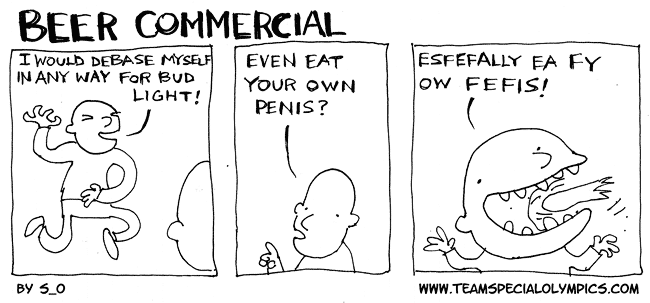 BEER COMMERCIAL
I WOULD DEBASE MYSELF
IN ANY WAY FOR BUD
LIGHT!
EVEN EAT
YOUR OWN
PENIS?
ESFEFALLY EA FY
OW FEFIS!
BY S_O
WWW.TEAMSPECIALOLYMPICS.COM